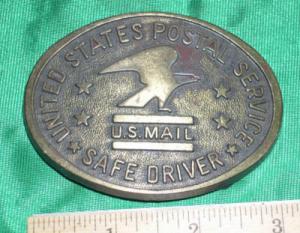 UNITED STATES POSTAL SERVICE
U.S. MAIL
SAFE DRIVER
1
2
3